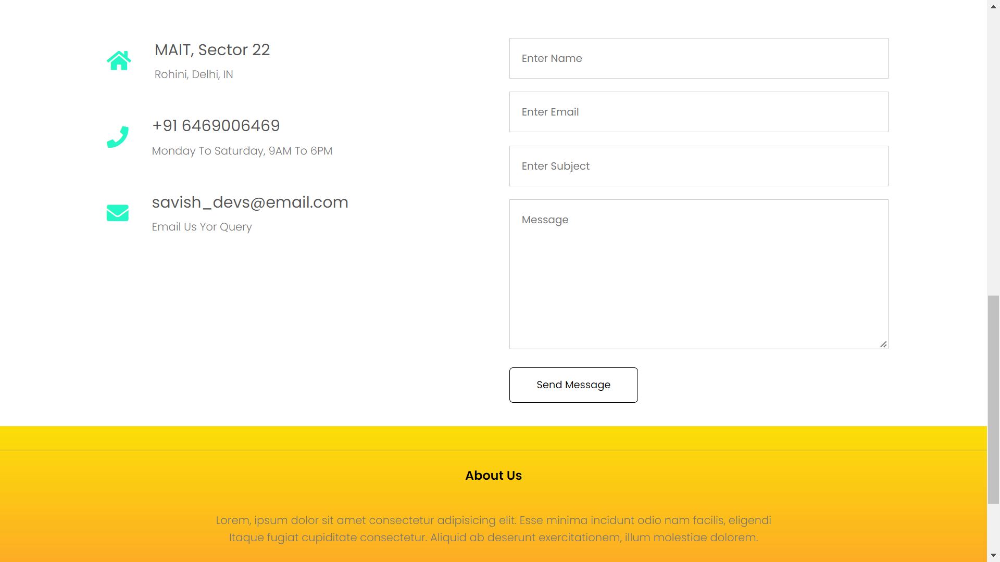 MAIT, Sector 22
Rohini, Delhi, IN
+91 6469006469
Monday To Saturday, 9AM To 6PM
savish_devs@email.com
Email Us Yor Query
Enter Name
Enter Email
Enter Subject
Message
Send Message
About Us
Lorem, ipsum dolor sit amet consectetur adipisicing elit. Esse minima incidunt odio nam facilis, eligendi
Itaque fugiat cupiditate consectetur. Aliquid ab deserunt exercitationem, illum molestiae dolorem.